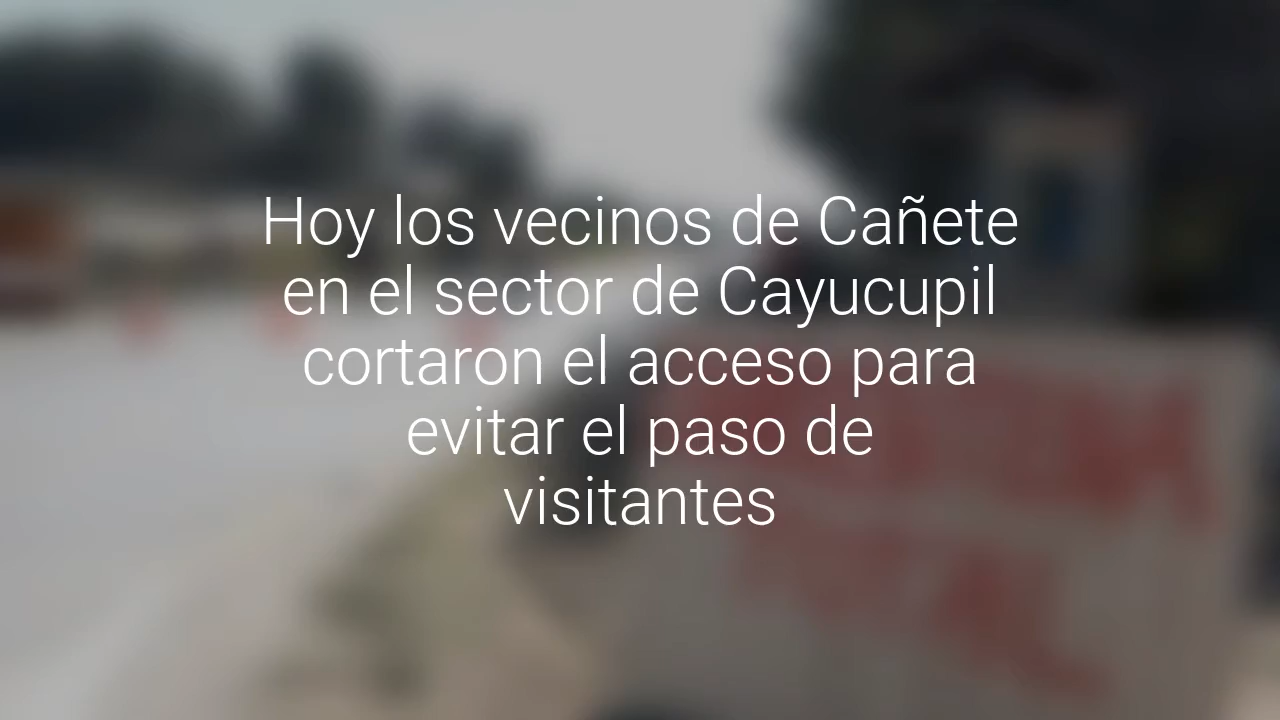 Hoy los vecinos de Cañete
en el sector de Cayucupil
cortaron el acceso para
evitar el paso de
visitantes